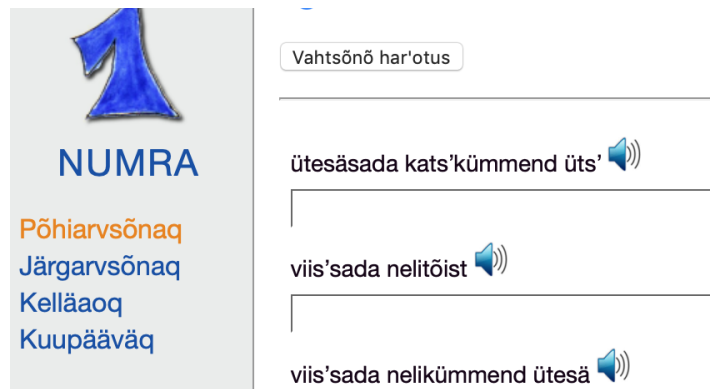 Vahtsõnõ har'otus
NUMRA
Põhiarvsõnaq
Järgarvsõnaq
Kelläaoq
Kuupääväq
ütesäsada kats’kümmend üts’
viis’sada nelitõist
viis’sada nelikümmend ütesä